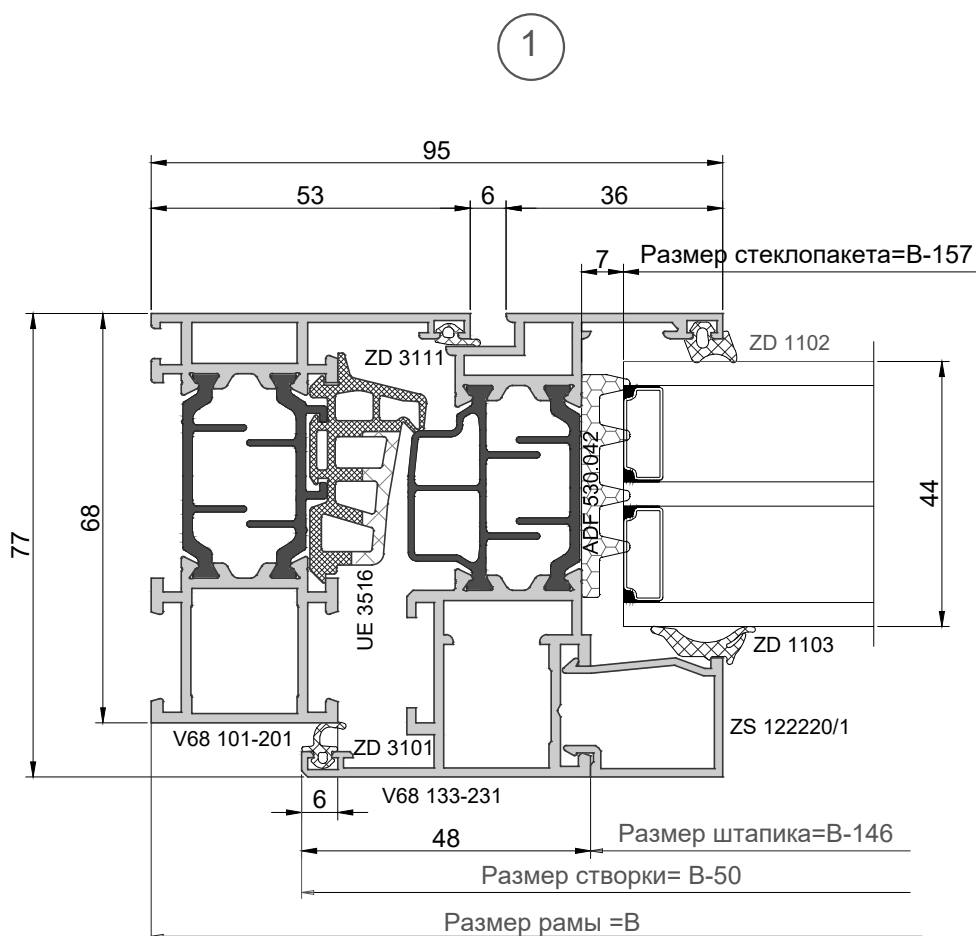 1
95
53 6 36
7 Размер стеклопакета=В-157
ZD 3111
ZD 1102
ADF 530.042
44
68
77
UE 3516
ZD 1103
V68 101-201
ZD 3101
ZS 122220/1
V68 133-231
6
48
Размер штапика=В-146
Размер створки= В-50
Размер рамы =В